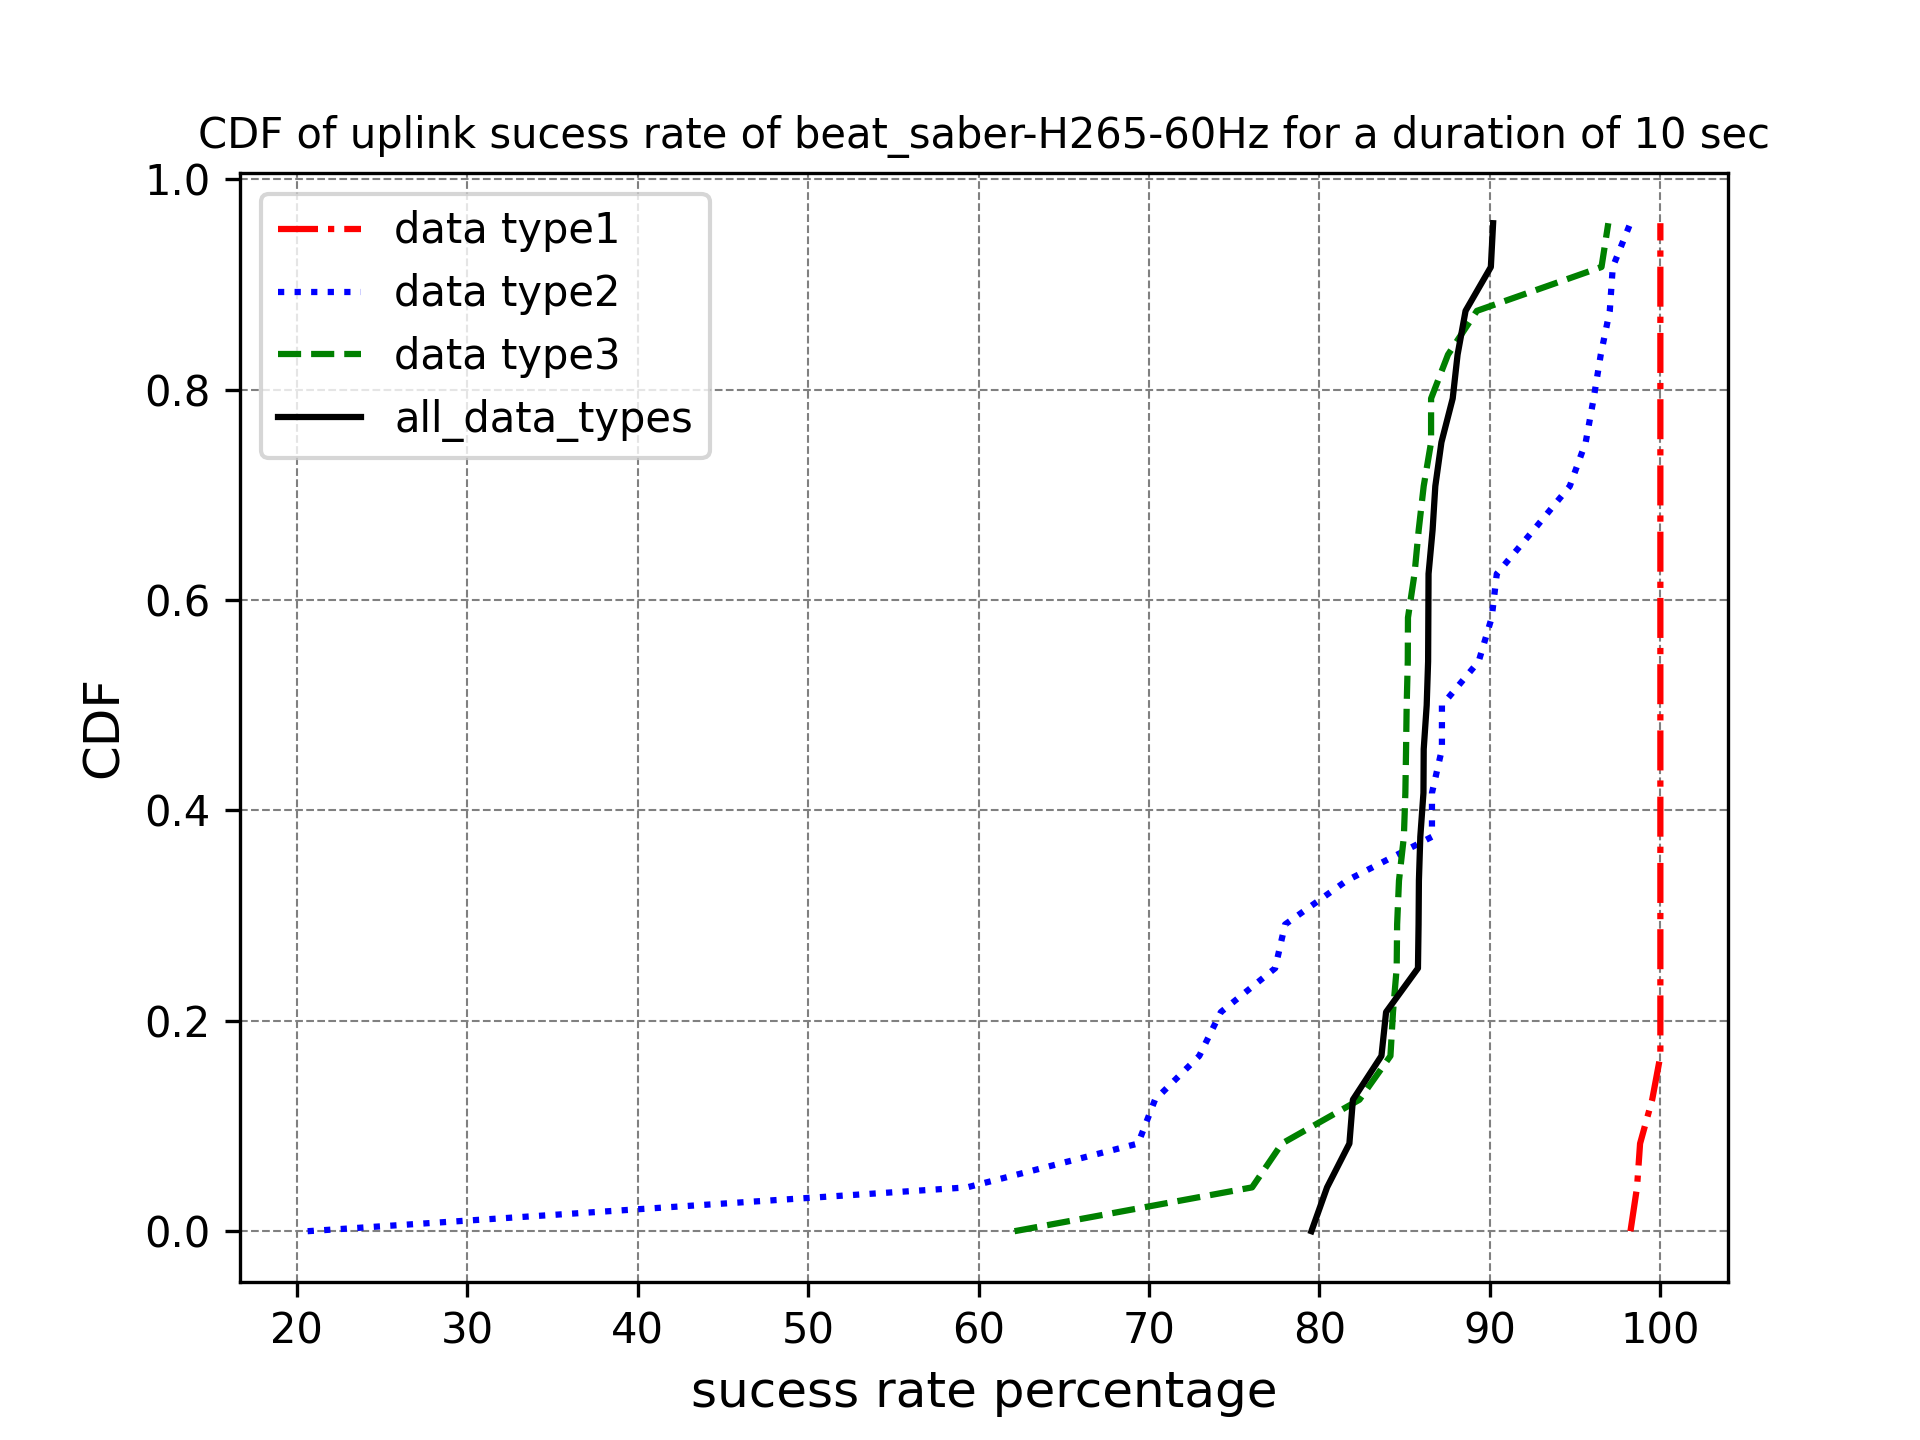 CDF of uplink sucess rate of beat_saber-H265-60Hz for a duration of 10 sec
1.0
0.8
0.6
0.4
0.2
0.0
CDF
data type1
data type2
data type3
all_data_types
20 30 40 50 60 70 80 90 100
sucess rate percentage